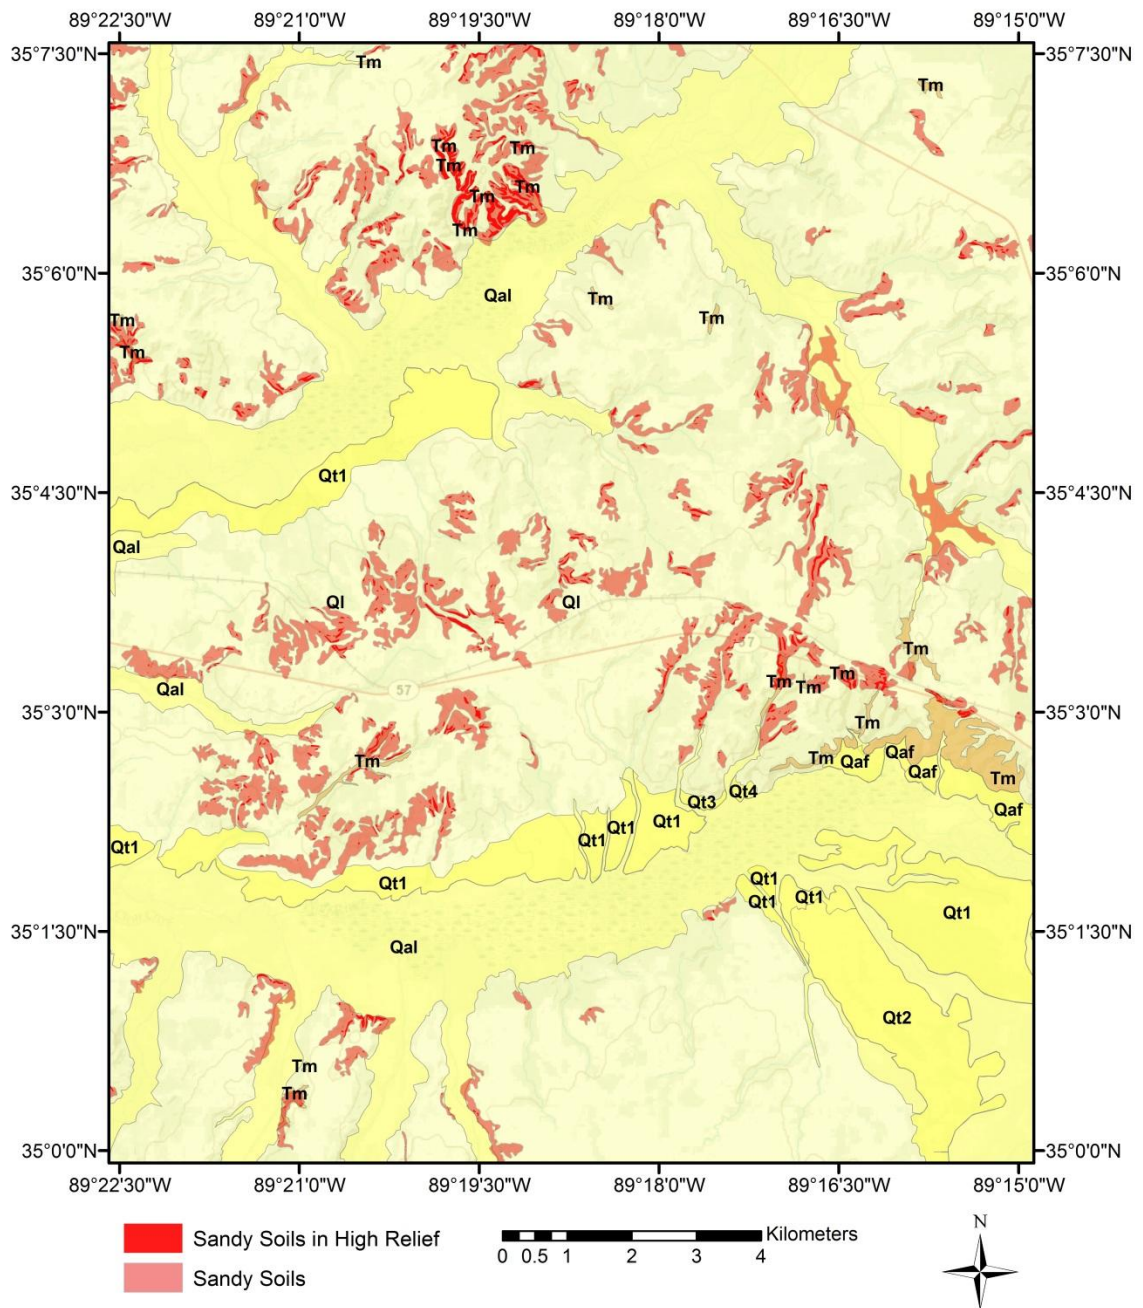 89°22'30"W 89°21'0"W 89°19'30"W 89°18'0"W 89°16'30"W 89°15'0"W
35°7'30"N 35°7'30"N
Tm
Tm
Tm Tm
Tm
Tm
Tm
Tm
35°6'0"N 35°6'0"N
Qal Tm
Tm Tm
Tm
Qt1
35°4'30"N 35°4'30"N
Qal
Ql Ql
57
Tm
Tm
Qal Tm Tm
57
35°3'0"N 35°3'0"N
Tm
Tm Tm Qaf Qaf
Qaf Tm
Qt3 Qt4
Qaf
Qt1 Qt1 Qt1 Qt1
Qt1 Qt1
Qt1 Qt1
Qt1
35°1'30"N 35°1'30"N
Qal
Qt2
Tm
Tm
35°0'0"N 35°0'0"N
89°22'30"W 89°21'0"W 89°19'30"W 89°18'0"W 89°16'30"W 89°15'0"W
Sandy Soils in High Relief
Sandy Soils
Kilometers
0 0.5 1 2 3 4
N